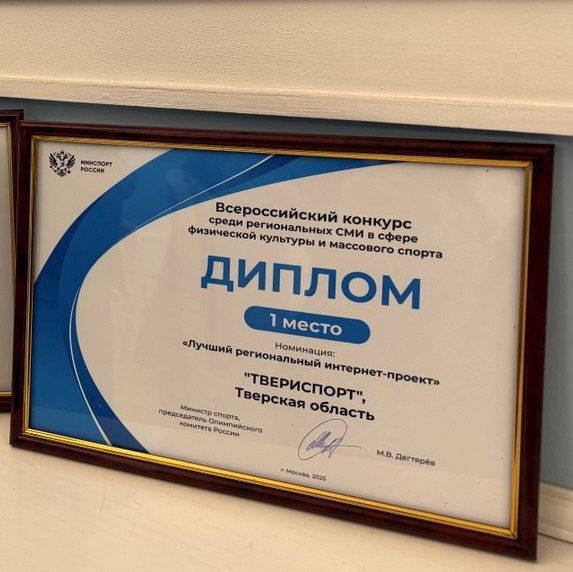 МИНСПОРТ
РОССИИ
Всероссийский конкурс
среди региональных СМИ в сфере
физической культуры и массового спорта
ДИПЛОМ
1 место
Номинация:
«Лучший региональный интернет-проект»
"ТВЕРИСПОРТ",
Тверская область
Министр спорта,
председатель Олимпийского
комитета России
М.В. Дегтярёв
г. Москва, 2025